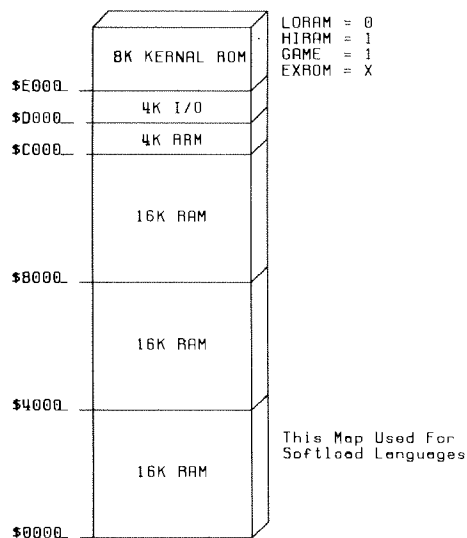 LORAM = 0
HIRAM = 1
GAME = 1
EXROM = X
8K KERNAL ROM
$E000
4K I/O
$D000
4K ARM
$C000
16K RAM
$8000
16K RAM
$4000
This Map Used For
Softload Languages
16K RAM
$0000